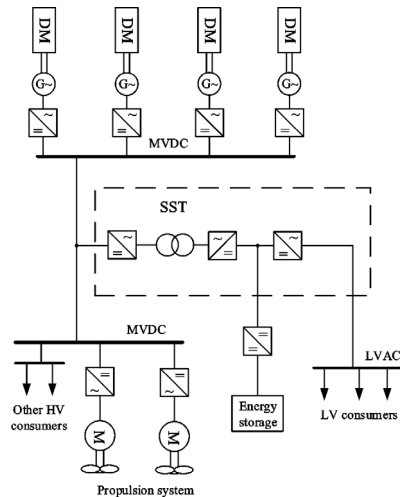 DM DM DM DM
G~ G~ G~ G~
MVDC
SST
MVDC
LVAC
Other HV
consumers
Energy
storage
LV consumers
M M
Propulsion system